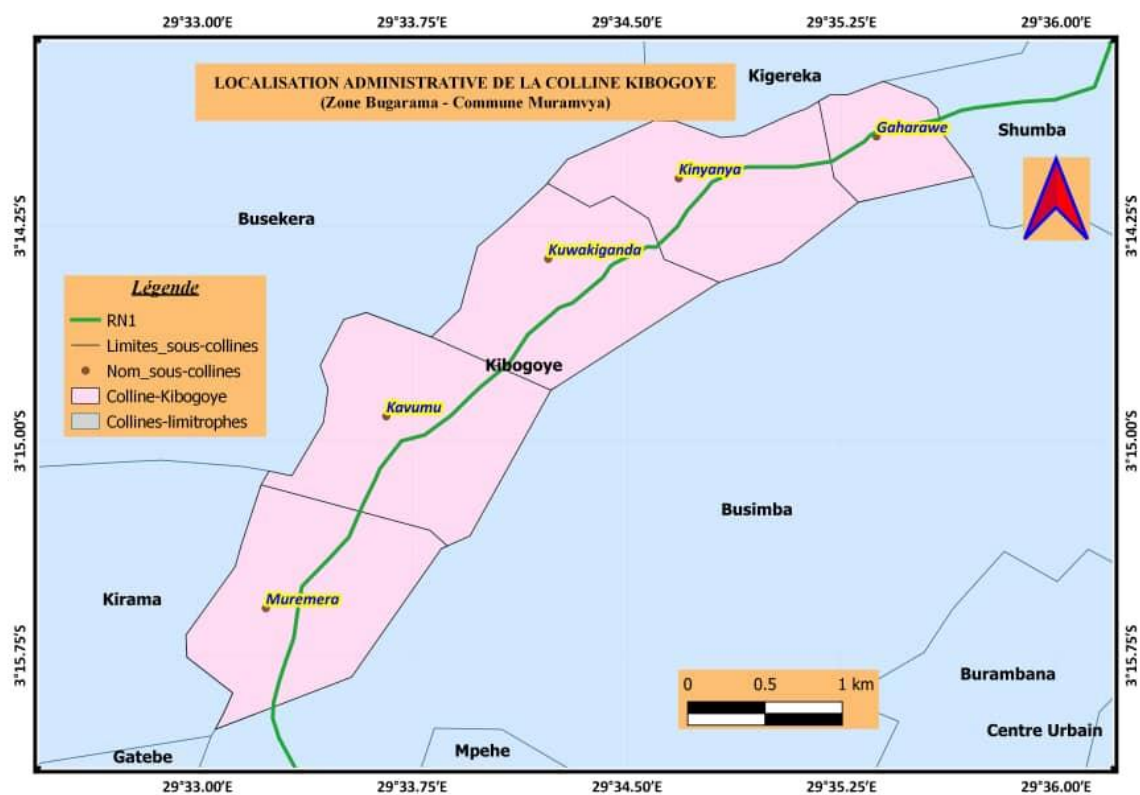 29°33.00'E 29°33.75'E 29°34.50'E 29°35.25'E 29°36.00'E
LOCALISATION ADMINISTRATIVE DE LA COLLINE KIBOGOYE
(Zone Bugarama - Commune Muramvya)
Kigereka
Gaharawe
Shumba
Kinyanya
Busekera
3°14.25'S 3°14.25'S
Kuwakiganda
Légende
RN1
Limites_sous-collines
Nom_sous-collines
Colline-Kibogoye
Collines-limitrophes
Kibogoye
Kavumu
3°15.00'S 3°15.00'S
Busimba
Kirama
Muremera
3°15.75'S 3°15.75'S
Burambana
0 0.5 1 km
Centre Urbain
Gatebe
Mpehe
29°33.00'E 29°33.75'E 29°34.50'E 29°35.25'E 29°36.00'E